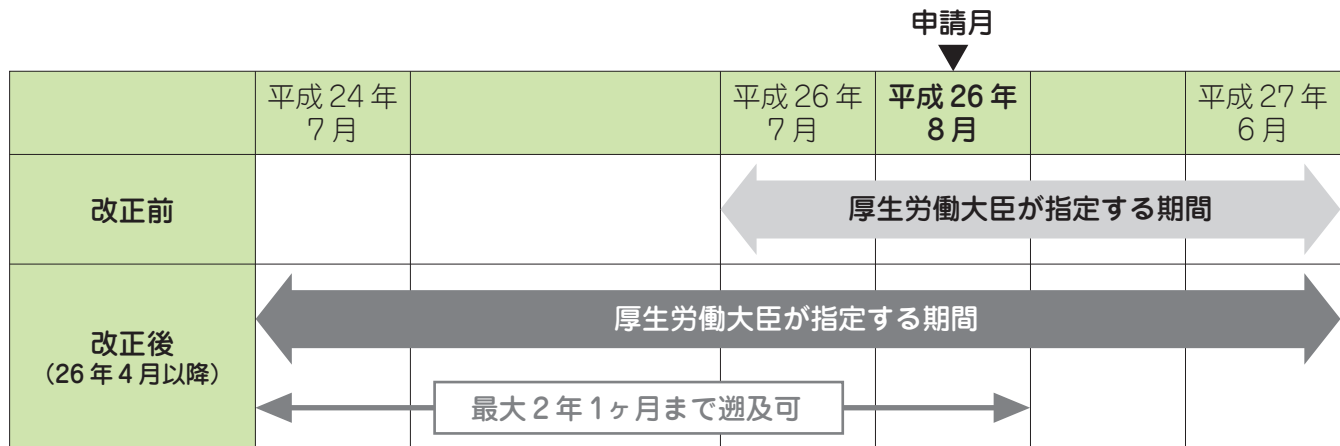 申請月
平成24年
7月
平成26年
7月
平成26年
8月
平成27年
6月
改正前
厚生労働大臣が指定する期間
改正後
(26年4月以降)
厚生労働大臣が指定する期間
最大2年1ヶ月まで遡及可